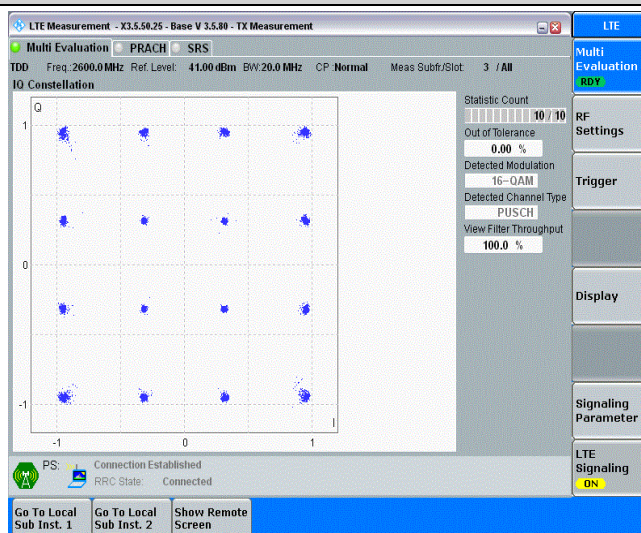 LTE Measurement - X3.5.50.25 - Base V 3.5.80 - TX Measurement
LTE
Multi Evaluation PRACH SRS
TDD Freq.:2600.0 MHz Ref. Level: 41.00 dBm BW:20.0 MHz CP :Normal Meas Subfr./Slot: 3 / All
IQ Constellation
Q
1
0
-1
-1 0 1
I
Statistic Count
10 / 10
Out of Tolerance
0.00 %
Detected Modulation
16-QAM
Detected Channel Type
PUSCH
View Filter Throughput
100.0 %
PS: Connection Established
RRC State: Connected
Multi
Evaluation
RDY
RF
Settings
Trigger
Display
Signaling
Parameter
LTE
Signaling
ON
Go To Local
Sub Inst. 1
Go To Local
Sub Inst. 2
Show Remote
Screen